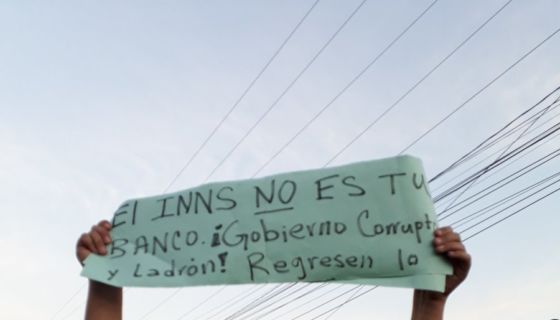 El INNS NO ES TU
BANCO. ¡Gobierno Corrupt
y Ladrón! Regresen lo